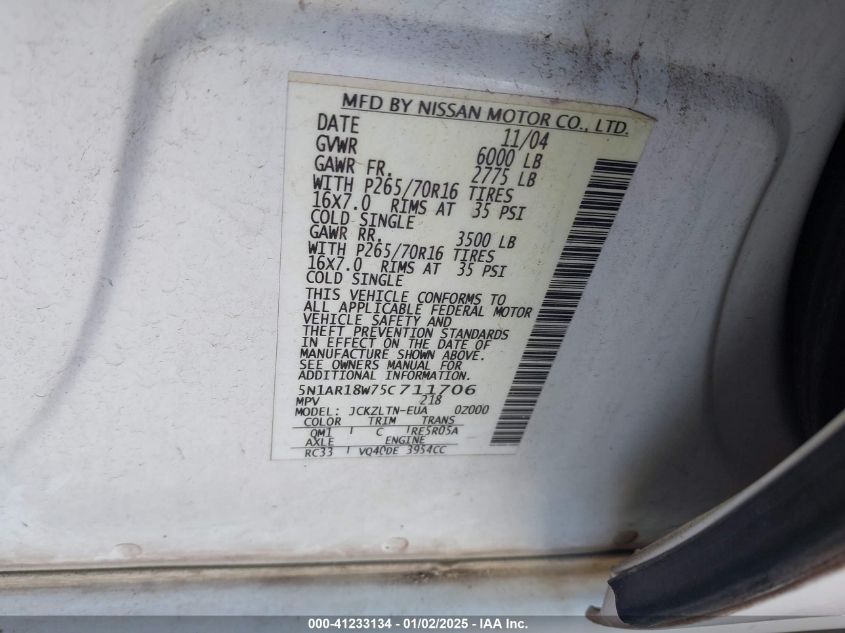 MFD BY NISSAN MOTOR CO., LTD.
DATE 11/04
GVWR 6000 LB
GAWR FR. 2775 LB
WITH P265/70R16 TIRES
16X7.0 RIMS AT 35 PSI
COLD SINGLE
GAWR RR. 3500 LB
WITH P265/70R16 TIRES
16X7.0 RIMS AT 35 PSI
COLD SINGLE
THIS VEHICLE CONFORMS TO
ALL APPLICABLE FEDERAL MOTOR
VEHICLE SAFETY AND
THEFT PREVENTION STANDARDS
IN EFFECT ON THE DATE OF
MANUFACTURE SHOWN ABOVE.
SEE OWNERS MANUAL FOR
ADDITIONAL INFORMATION.
5N1AR18W75C711706
MPV 218
MODEL: JCKZLTN-EUA 0Z000
COLOR TRIM TRANS
QM1 C RE5R05A
AXLE ENGINE
RC33 VQ40DE 3954CC
000-41233134 - 01/02/2025 - IAA Inc.